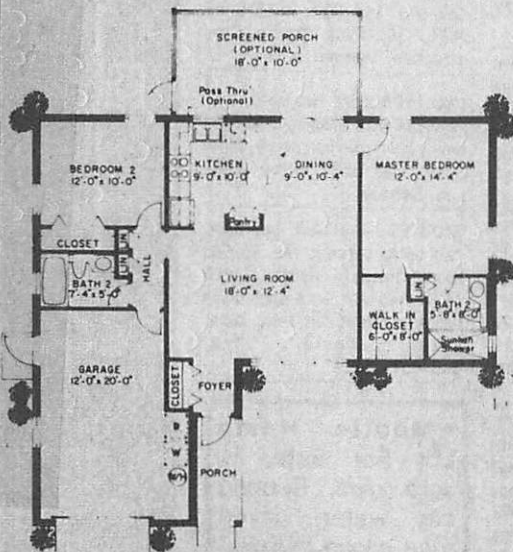 SCREENED PORCH
(OPTIONAL)
18'-0" x 10'-0"
Pass Thru'
(Optional)
BEDROOM 2
12'-0" x 10'-0"
KITCHEN
9'-0" x 10'-0"
DINING
9'-0" x 10'-4"
MASTER BEDROOM
12'-0" x 14'-4"
Pantry
CLOSET
LIN
LIN
HALL
BATH 2
7'-4" x 5'-0"
LIVING ROOM
18'-0" x 12'-4"
LIN
BATH 2
5'-8" x 8'-0"
WALK IN
CLOSET
6'-0" x 8'-0"
Sunken
Shower
GARAGE
12'-0" x 20'-0"
CLOSET
FOYER
D
W
PORCH